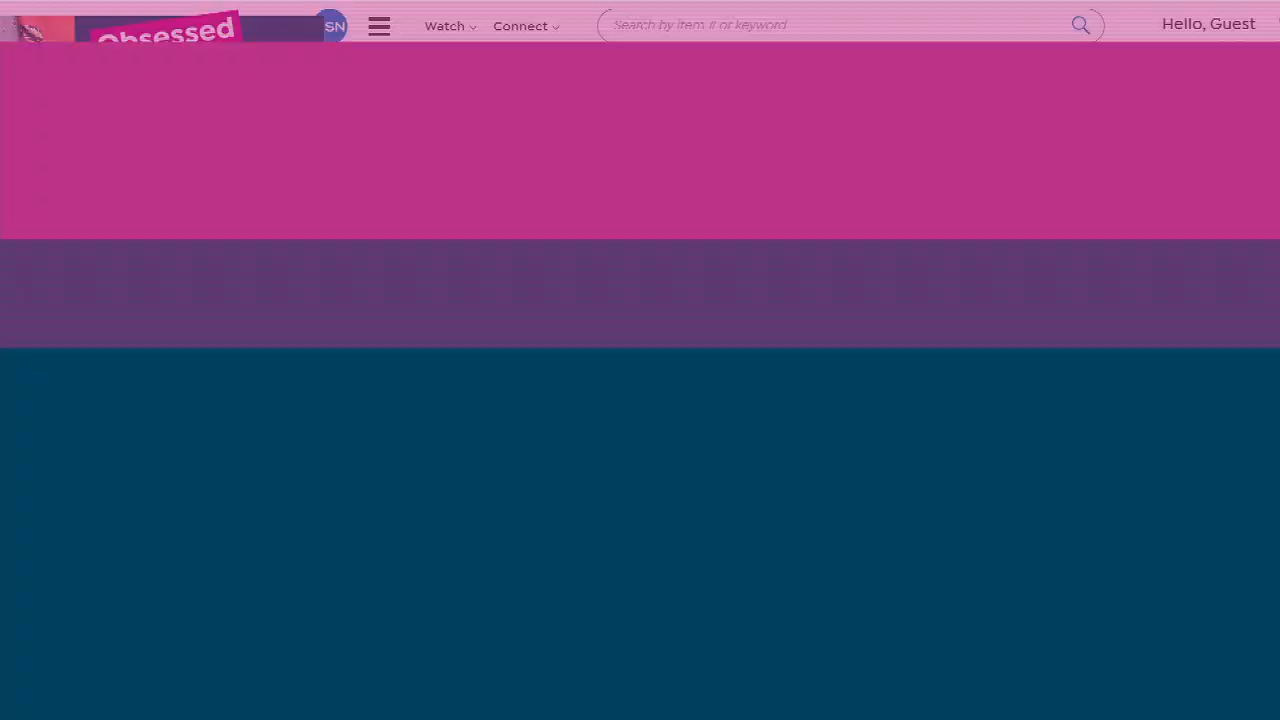 Obsessed
SN
Watch
Connect
Search by item # or keyword
Hello, Guest